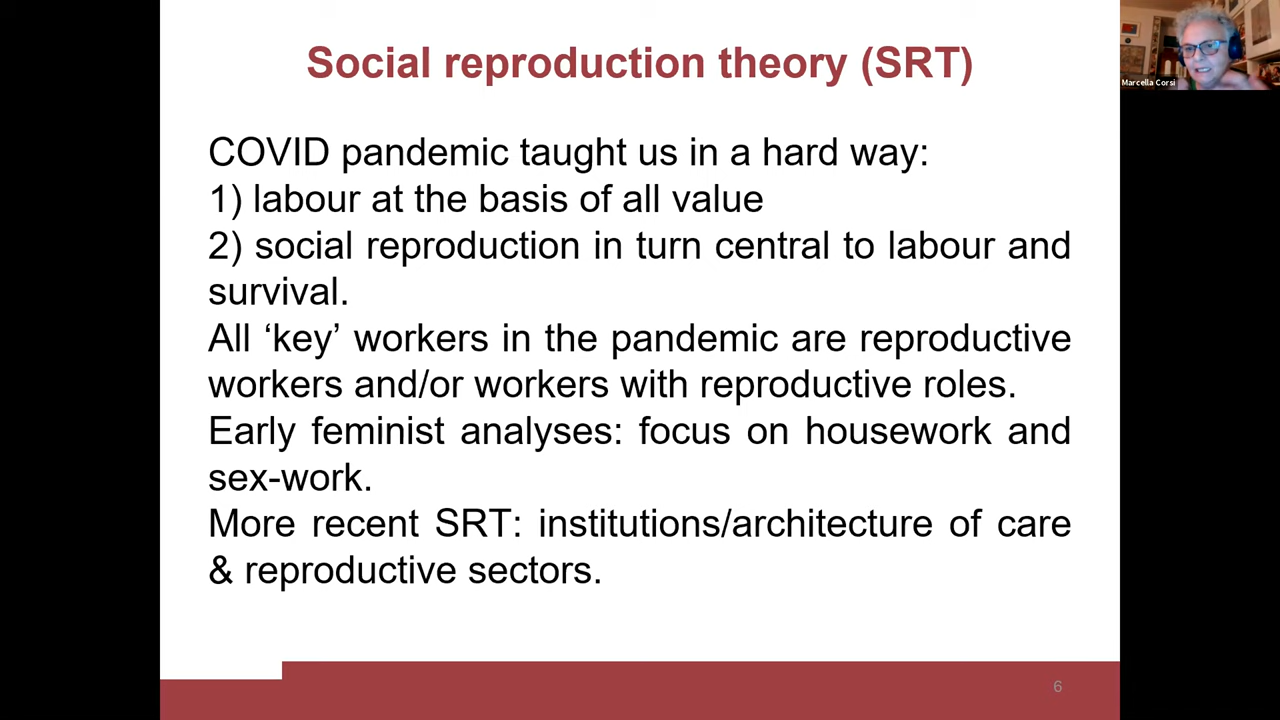 Social reproduction theory (SRT)
Marcella Corsi
COVID pandemic taught us in a hard way:
1) labour at the basis of all value
2) social reproduction in turn central to labour and
survival.
All ‘key’ workers in the pandemic are reproductive
workers and/or workers with reproductive roles.
Early feminist analyses: focus on housework and
sex-work.
More recent SRT: institutions/architecture of care
& reproductive sectors.
6